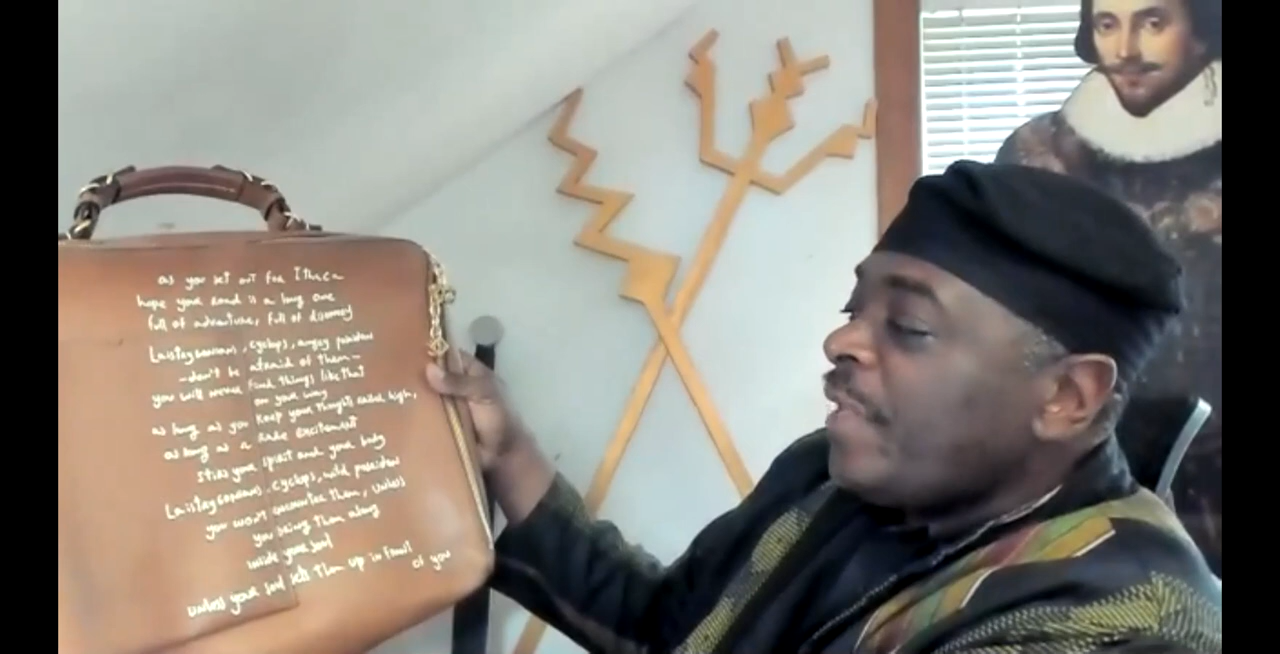 as you set out for Ithaca
hope your road is a long one
full of adventure, full of discovery
Laistrygonians, cyclops, angry poseidon
-don't be afraid of them-
you will never find things like that
on your way
as long as you keep your thoughts raised high,
as long as a rare excitement
stirs your spirit and your body
Laistrygonians, cyclops, wild poseidon
you won't encounter them, unless
you bring them along
inside your soul
unless your soul sets them up in front
of you